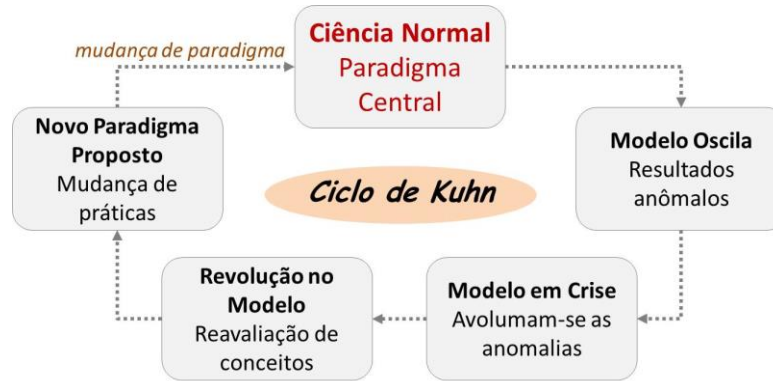 mudança de paradigma
Ciência Normal
Paradigma
Central
Modelo Oscila
Resultados
anômalos
Modelo em Crise
Avolumam-se as
anomalias
Revolução no
Modelo
Reavaliação de
conceitos
Novo Paradigma
Proposto
Mudança de
práticas
Ciclo de Kuhn